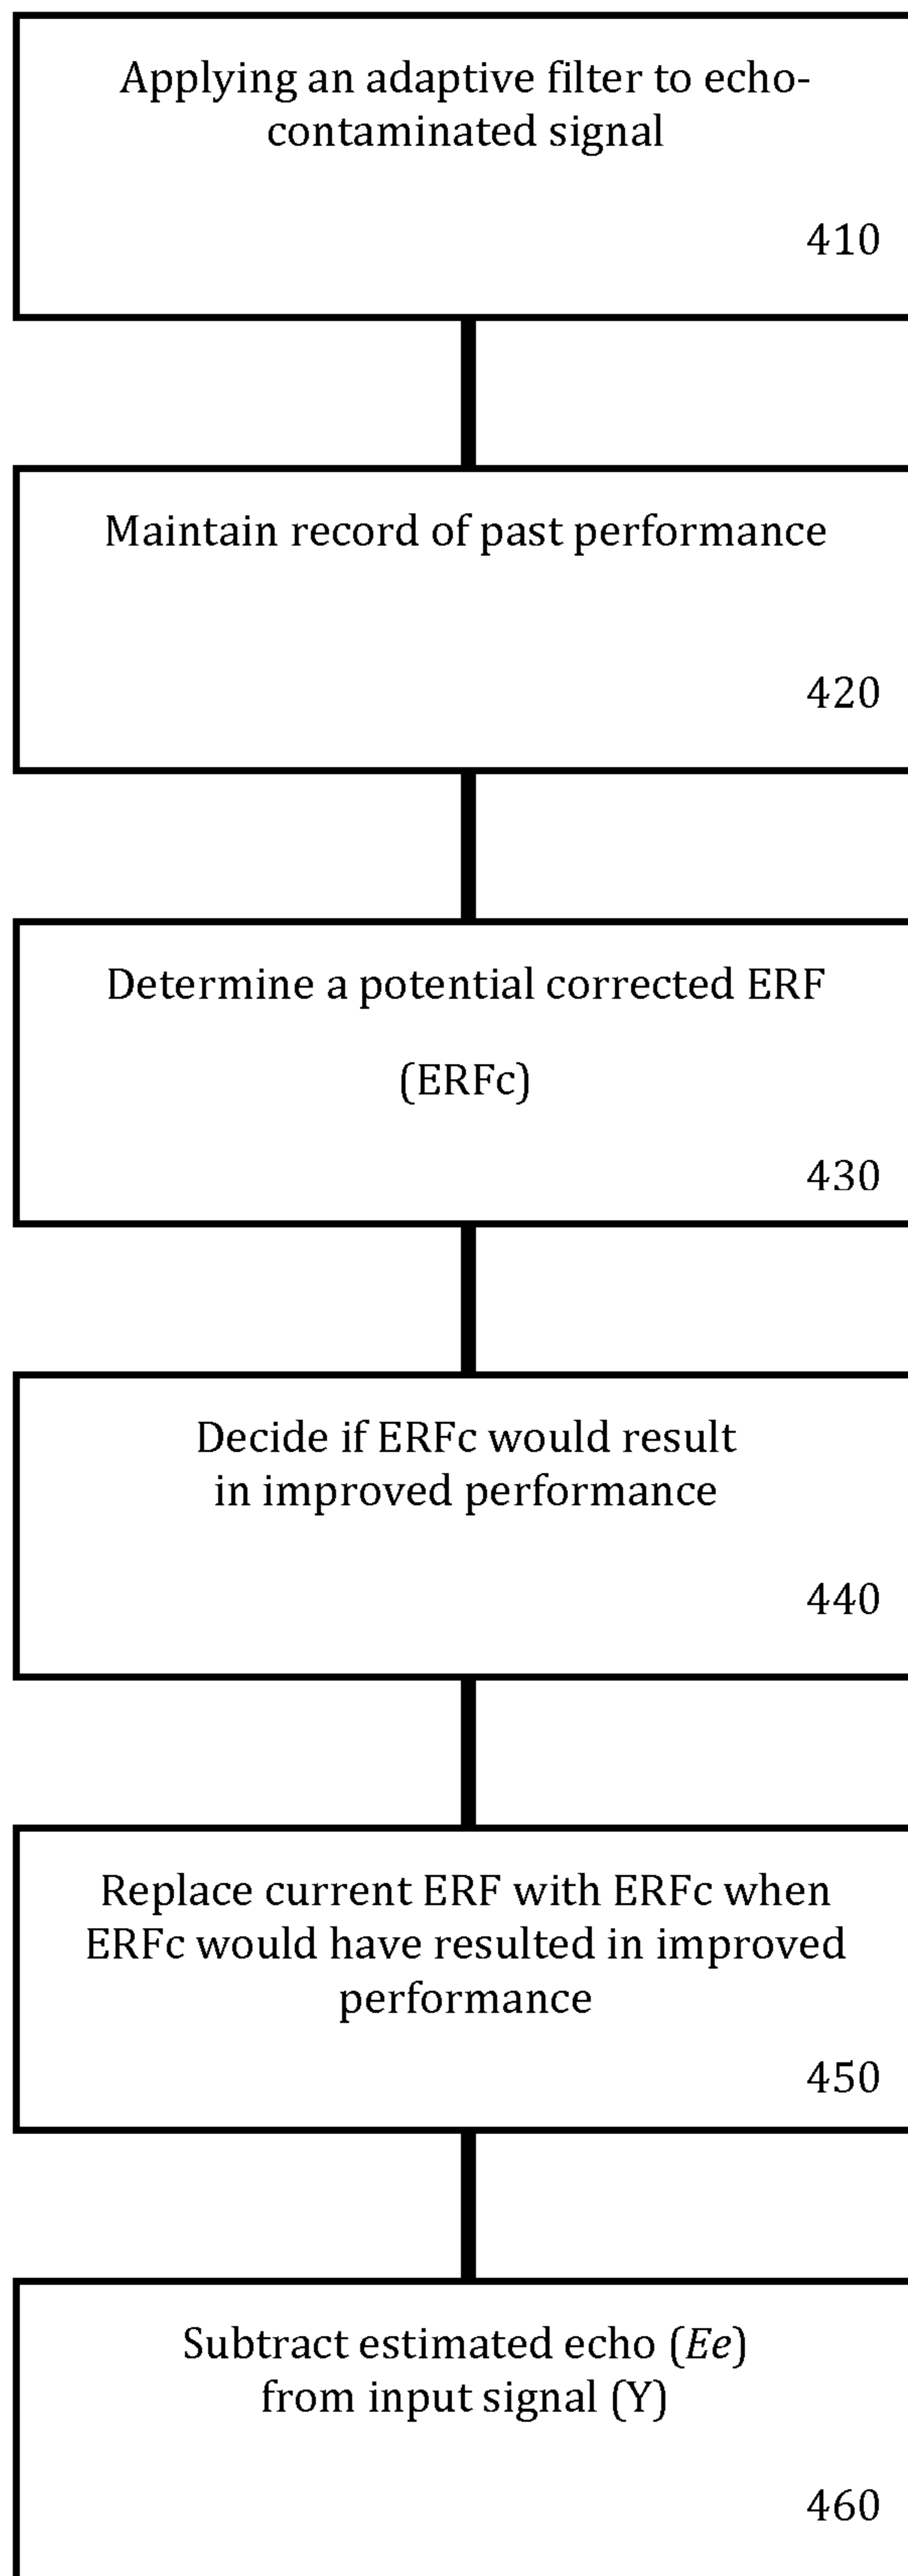 Applying an adaptive filter to echo-
contaminated signal
410
Maintain record of past performance
420
Determine a potential corrected ERF
(ERFc)
430
Decide if ERFc would result
in improved performance
440
Replace current ERF with ERFc when
ERFc would have resulted in improved
performance
450
Subtract estimated echo (Ee)
from input signal (Y)
460